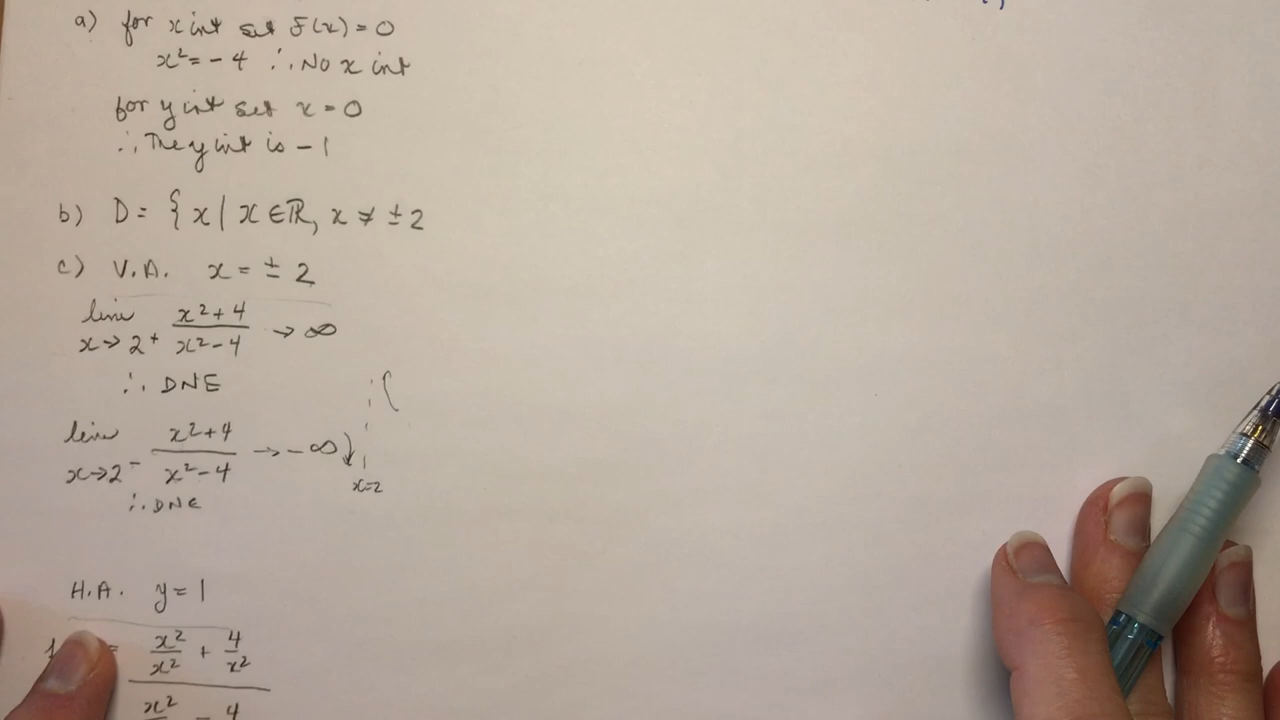 a) for x int set F(x) = 0
x² = -4 ∴ No x int
for y int set x = 0
∴ The y int is -1
b) D = { x | x ∈ ℝ, x ≠ ± 2
c) V.A. x = ± 2
lim x→2⁺ (x²+4)/(x²-4) → ∞
∴ DNE
lim x→2⁻ (x²+4)/(x²-4) → -∞
x=2
∴ DNE
H.A. y = 1
= x²/x² + 4/x²
x² - 4